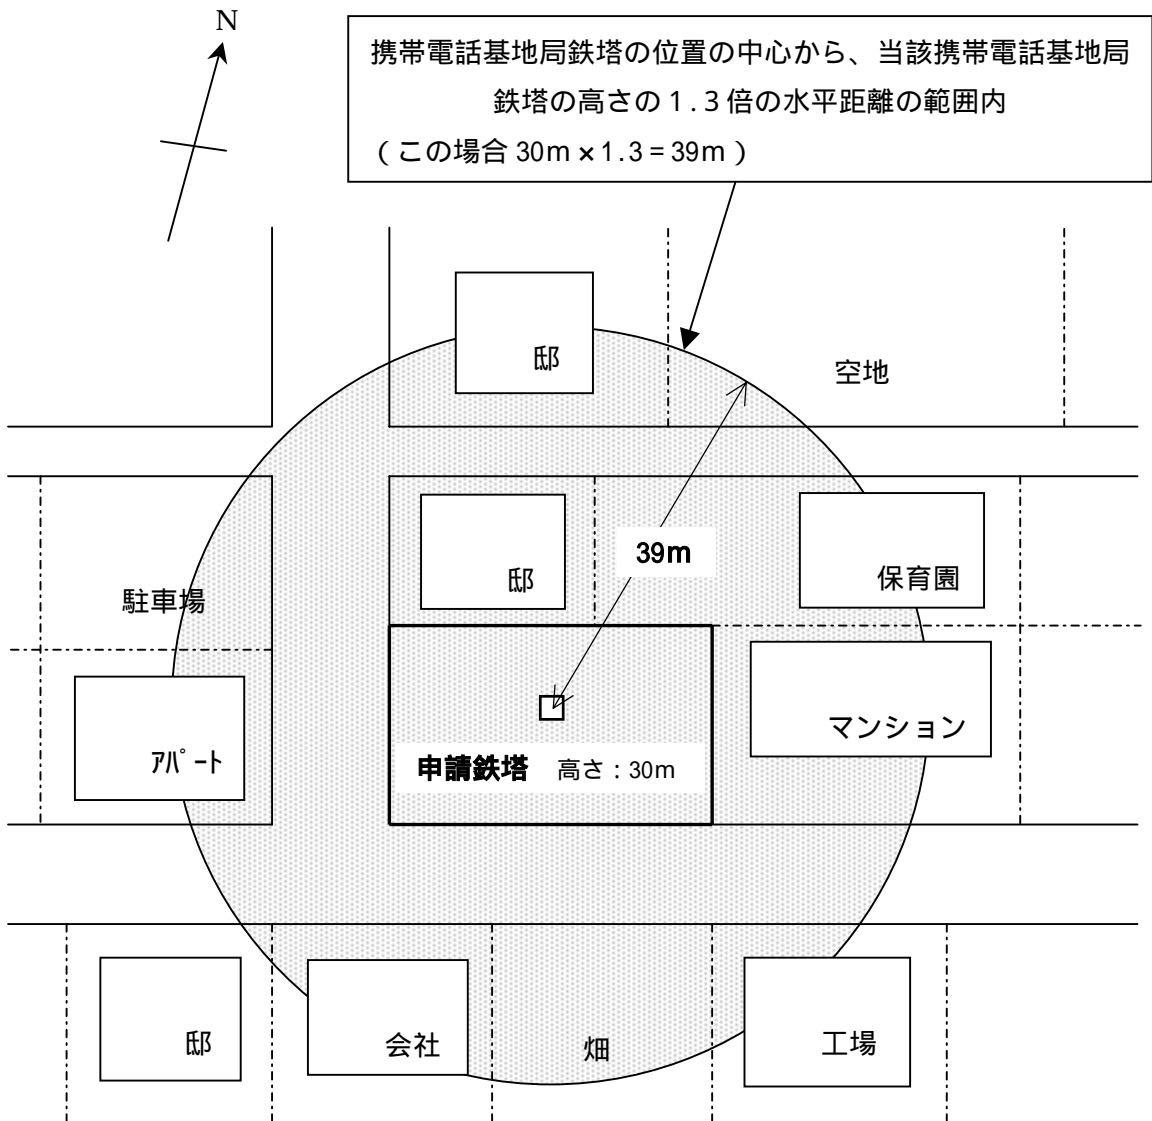 N
携帯電話基地局鉄塔の位置の中心から、当該携帯電話基地局
鉄塔の高さの1.3倍の水平距離の範囲内
(この場合 30m×1.3=39m)
邸
空地
邸
39m
保育園
駐車場
マンション
ｱﾊﾟｰﾄ
申請鉄塔 高さ:30m
邸
会社
畑
工場